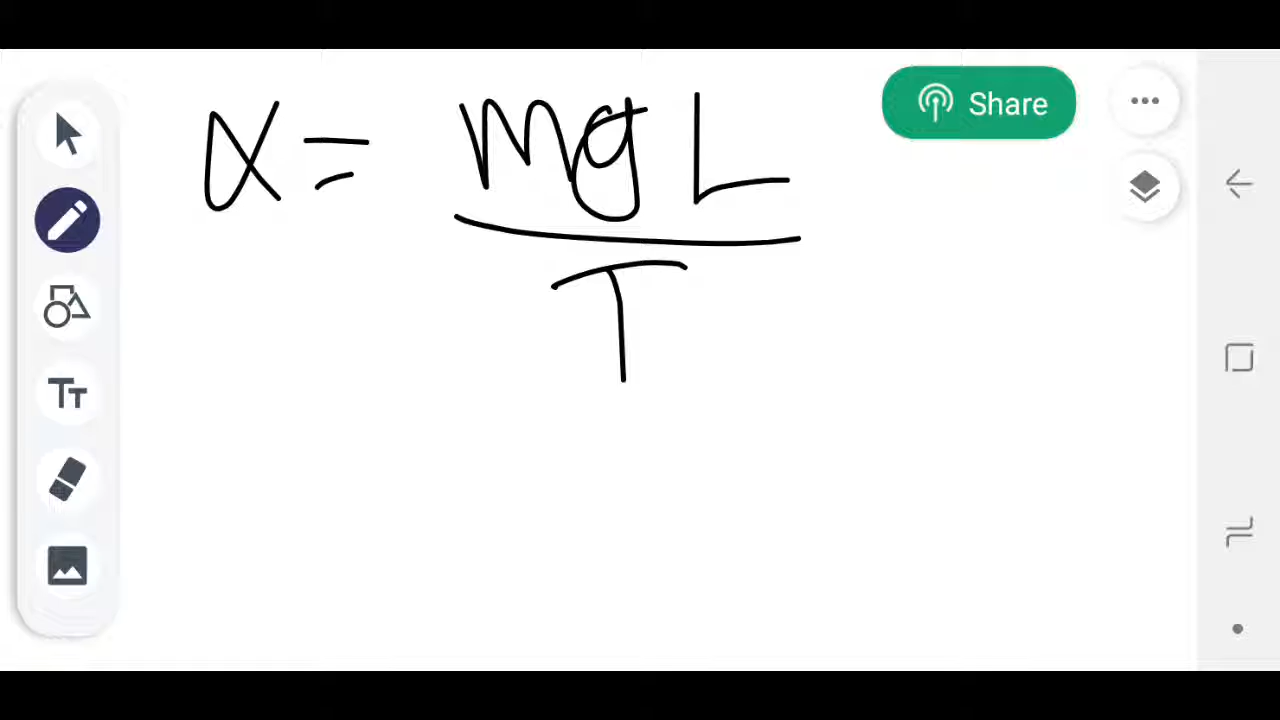 α = mgL
T
Share
Tт